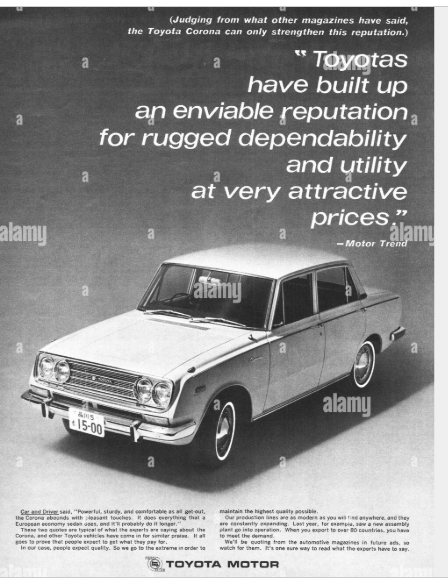 (Judging from what other magazines have said,
the Toyota Corona can only strengthen this reputation.)
"Toyotas
have built up
an enviable reputation
for rugged dependability
and utility
at very attractive
prices."
—Motor Trend
品川5
15-00
Car and Driver said, "Powerful, sturdy, and comfortable as all get-out,
the Corona abounds with pleasant touches. It does everything that a
European economy sedan does, and it'll probably do it longer."
These two quotes are typical of what the experts are saying about the
Corona, and other Toyota vehicles have come in for similar praise. It all
goes to prove that people expect to get what they pay for.
In our case, people expect quality. So we go to the extreme in order to
maintain the highest quality possible.
Our production lines are as modern as you will find anywhere, and they
are constantly expanding. Last year, for example, saw a new assembly
plant go into operation. When you export to over 80 countries, you have
to meet the demand.
We'll be quoting from the automotive magazines in future ads, so
watch for them. It's one sure way to read what the experts have to say.
TOYOTA MOTOR
alamy
alamy
alamy
alamy
a
a
a
a
a
a
a
a